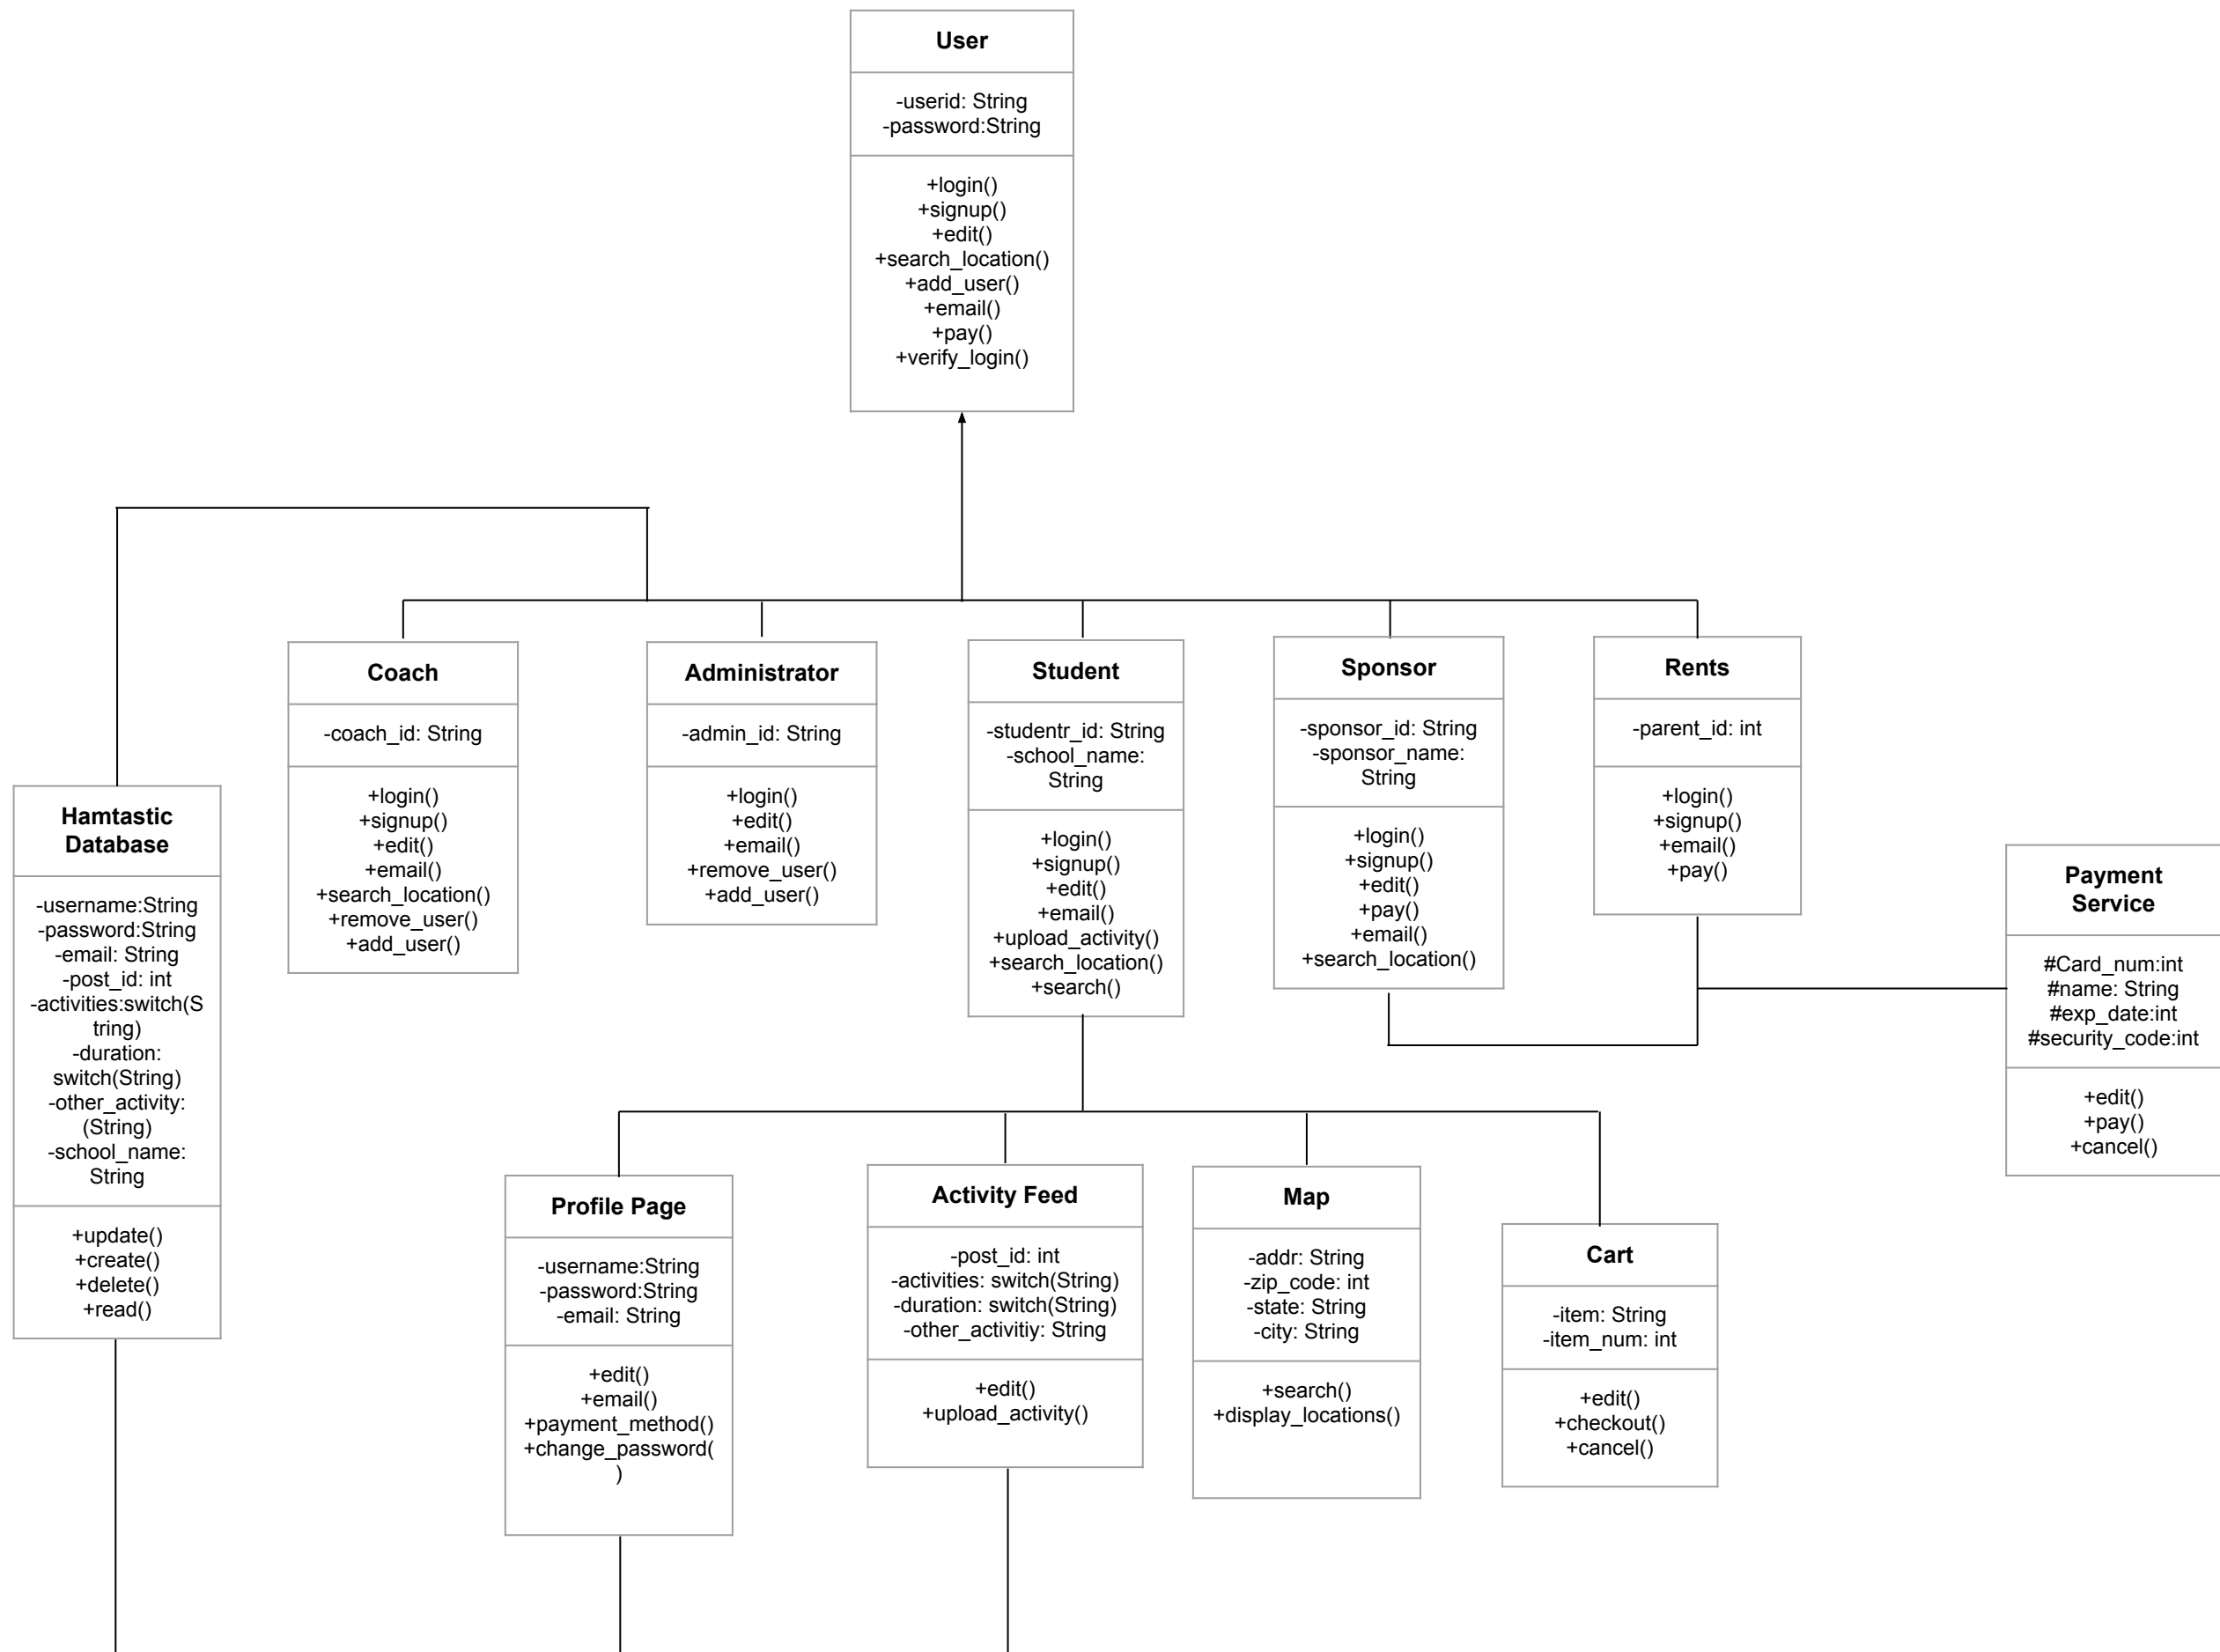 User
-userid: String
-password:String
+login()
+signup()
+edit()
+search_location()
+add_user()
+email()
+pay()
+verify_login()
Hamtastic
Database
-username:String
-password:String
-email: String
-post_id: int
-activities:switch(S
tring)
-duration:
switch(String)
-other_activity:
(String)
-school_name:
String
+update()
+create()
+delete()
+read()
Coach
-coach_id: String
+login()
+signup()
+edit()
+email()
+search_location()
+remove_user()
+add_user()
Administrator
-admin_id: String
+login()
+edit()
+email()
+remove_user()
+add_user()
Student
-studentr_id: String
-school_name:
String
+login()
+signup()
+edit()
+email()
+upload_activity()
+search_location()
+search()
Sponsor
-sponsor_id: String
-sponsor_name:
String
+login()
+signup()
+edit()
+pay()
+email()
+search_location()
Rents
-parent_id: int
+login()
+signup()
+email()
+pay()
Payment
Service
#Card_num:int
#name: String
#exp_date:int
#security_code:int
+edit()
+pay()
+cancel()
Profile Page
-username:String
-password:String
-email: String
+edit()
+email()
+payment_method()
+change_password(
)
Activity Feed
-post_id: int
-activities: switch(String)
-duration: switch(String)
-other_activitiy: String
+edit()
+upload_activity()
Map
-addr: String
-zip_code: int
-state: String
-city: String
+search()
+display_locations()
Cart
-item: String
-item_num: int
+edit()
+checkout()
+cancel()